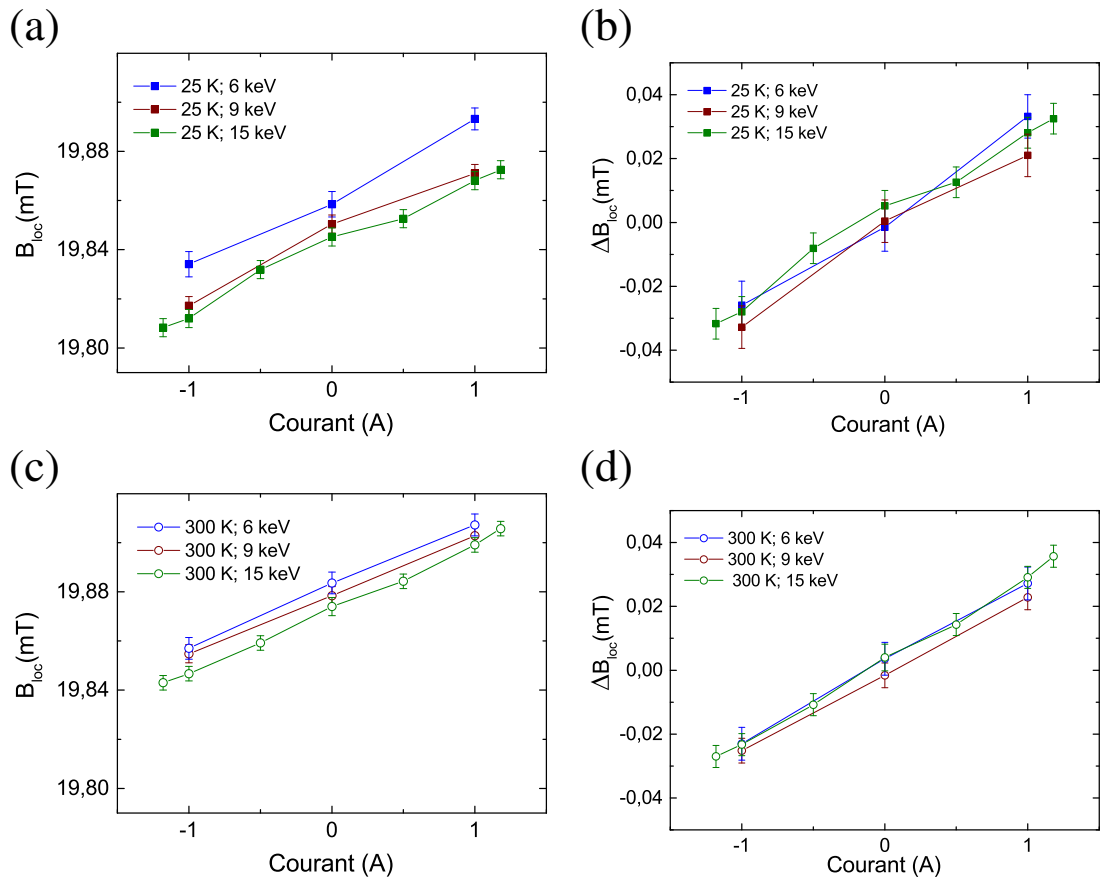 (a)
25 K; 6 keV
25 K; 9 keV
25 K; 15 keV
19,88
19,84
19,80
B_loc(mT)
-1 0 1
Courant (A)
(b)
25 K; 6 keV
25 K; 9 keV
25 K; 15 keV
0,04
0,02
0,00
-0,02
-0,04
ΔB_loc(mT)
-1 0 1
Courant (A)
(c)
300 K; 6 keV
300 K; 9 keV
300 K; 15 keV
19,88
19,84
19,80
B_loc(mT)
-1 0 1
Courant (A)
(d)
300 K; 6 keV
300 K; 9 keV
300 K; 15 keV
0,04
0,02
0,00
-0,02
-0,04
ΔB_loc(mT)
-1 0 1
Courant (A)